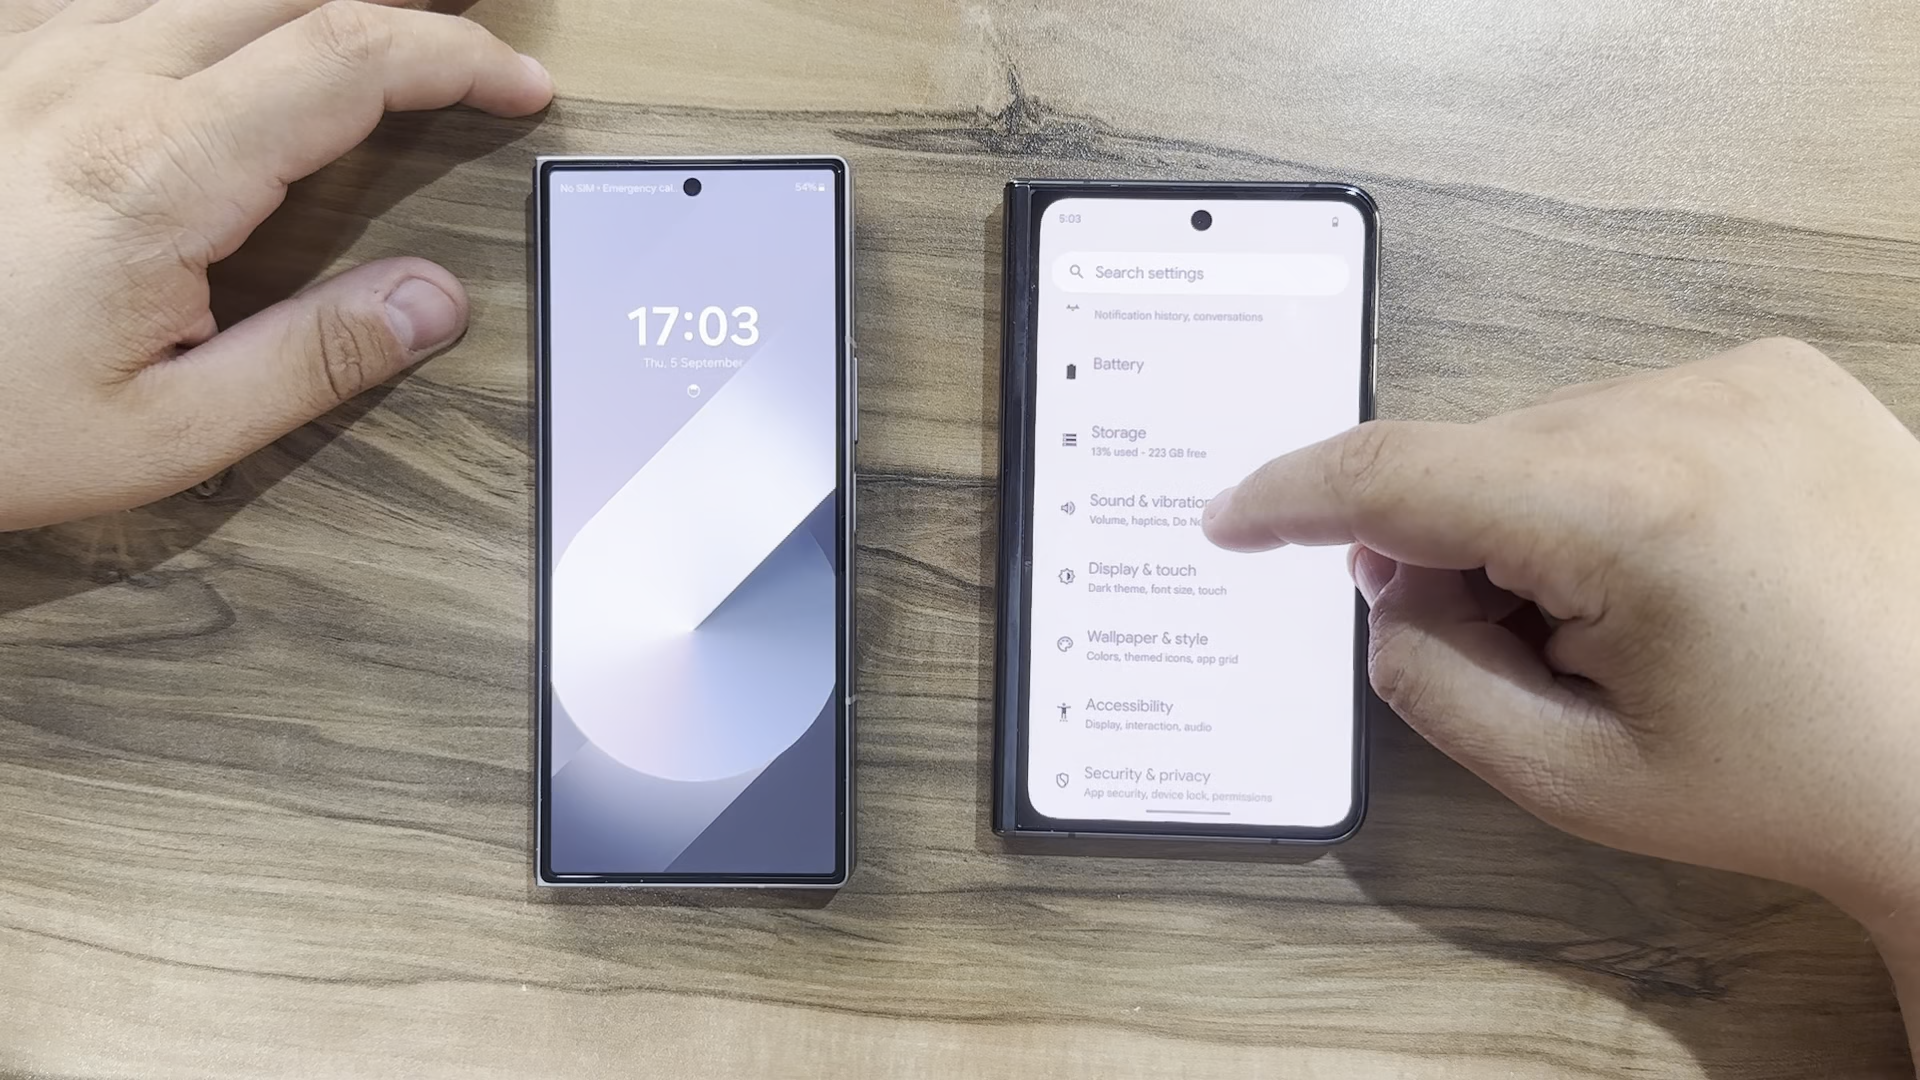 No SIM • Emergency cal
54%
17:03
Thu, 5 September
5:03
Search settings
Notification history, conversations
Battery
Storage
13% used - 223 GB free
Sound & vibration
Volume, haptics, Do
Display & touch
Dark theme, font size, touch
Wallpaper & style
Colors, themed icons, app grid
Accessibility
Display, interaction, audio
Security & privacy
App security, device lock, permissions